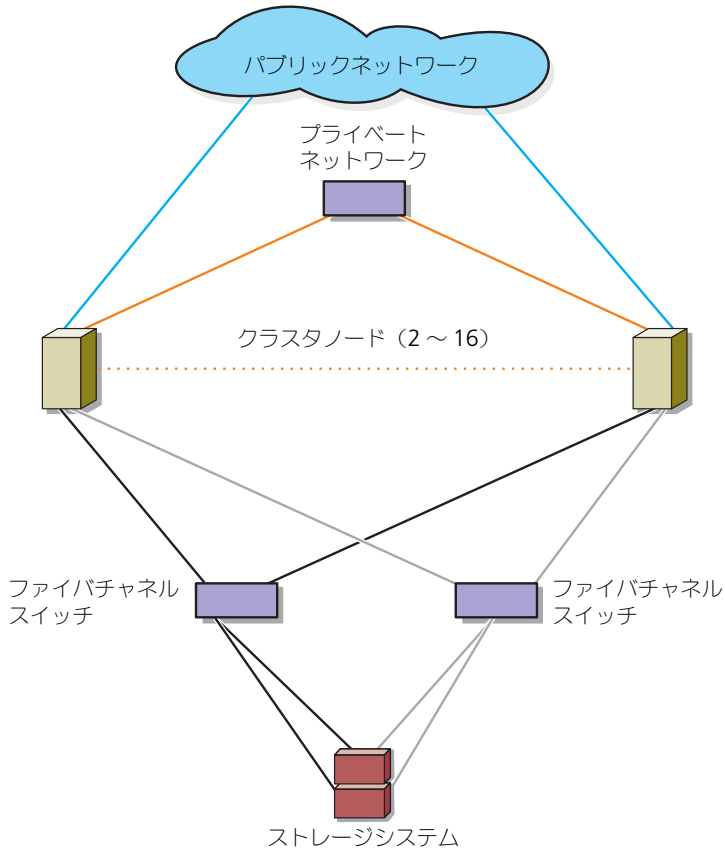 パブリックネットワーク
プライベート
ネットワーク
クラスタノード（2 ～ 16）
ファイバチャネル
スイッチ
ファイバチャネル
スイッチ
ストレージシステム